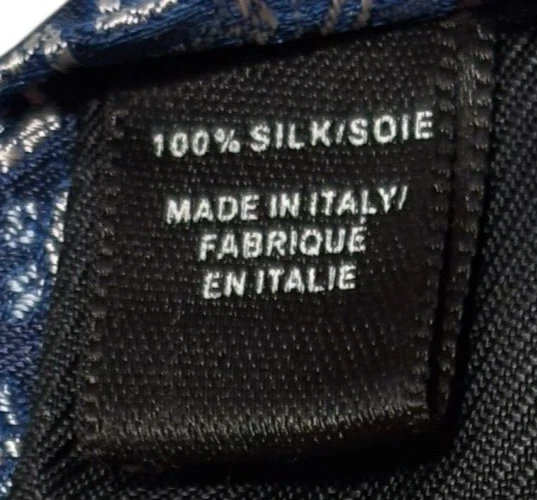 100% SILK/SOIE
MADE IN ITALY/
FABRIQUÉ
EN ITALIE